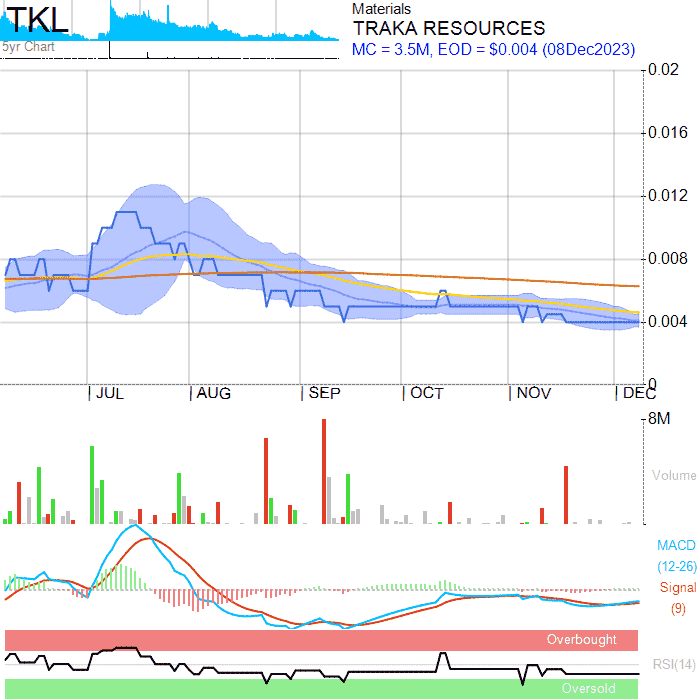 TKL
5yr Chart
Materials
TRAKA RESOURCES
MC = 3.5M, EOD = $0.004 (08Dec2023)
0.02
0.016
0.012
0.008
0.004
0
JUL AUG SEP OCT NOV DEC
8M
Volume
MACD
(12-26)
Signal
(9)
Overbought
RSI(14)
Oversold